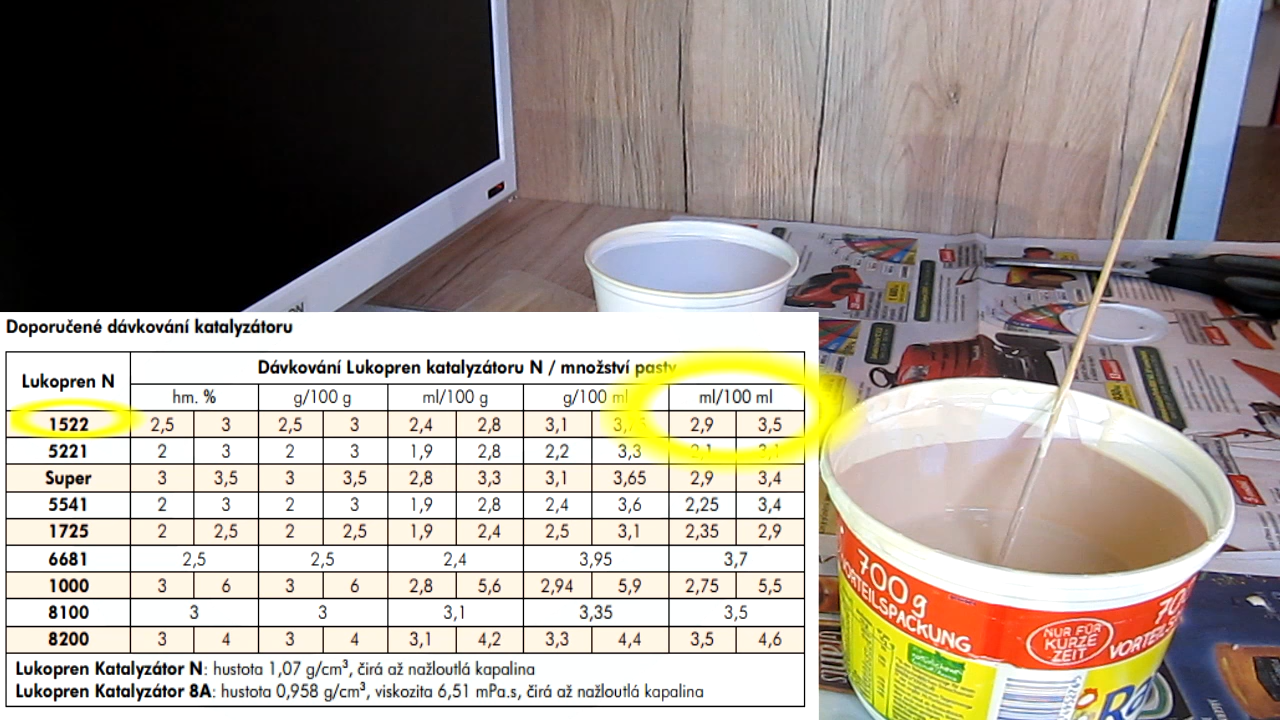 Doporučené dávkování katalyzátoru
Lukopren N
Dávkování Lukopren katalyzátoru N / množství pasty
hm. % g/100 g ml/100 g g/100 ml ml/100 ml
1522 2,5 3 2,5 3 2,4 2,8 3,1 3,75 2,9 3,5
5221 2 3 2 3 1,9 2,8 2,2 3,3 2,1 3,1
Super 3 3,5 3 3,5 2,8 3,3 3,1 3,65 2,9 3,4
5541 2 3 2 3 1,9 2,8 2,4 3,6 2,25 3,4
1725 2 2,5 2 2,5 1,9 2,4 2,5 3,1 2,35 2,9
6681 2,5 2,5 2,4 3,95 3,7
1000 3 6 3 6 2,8 5,6 2,94 5,9 2,75 5,5
8100 3 3 3,1 3,35 3,5
8200 3 4 3 4 3,1 4,2 3,3 4,4 3,5 4,6
Lukopren Katalyzátor N: hustota 1,07 g/cm³, čirá až nažloutlá kapalina
Lukopren Katalyzátor 8A: hustota 0,958 g/cm³, viskozita 6,51 mPa.s, čirá až nažloutlá kapalina
700 g
VORTEILSPACKUNG
NUR FÜR
KURZE
ZEIT
70
VORTEILS
Ra